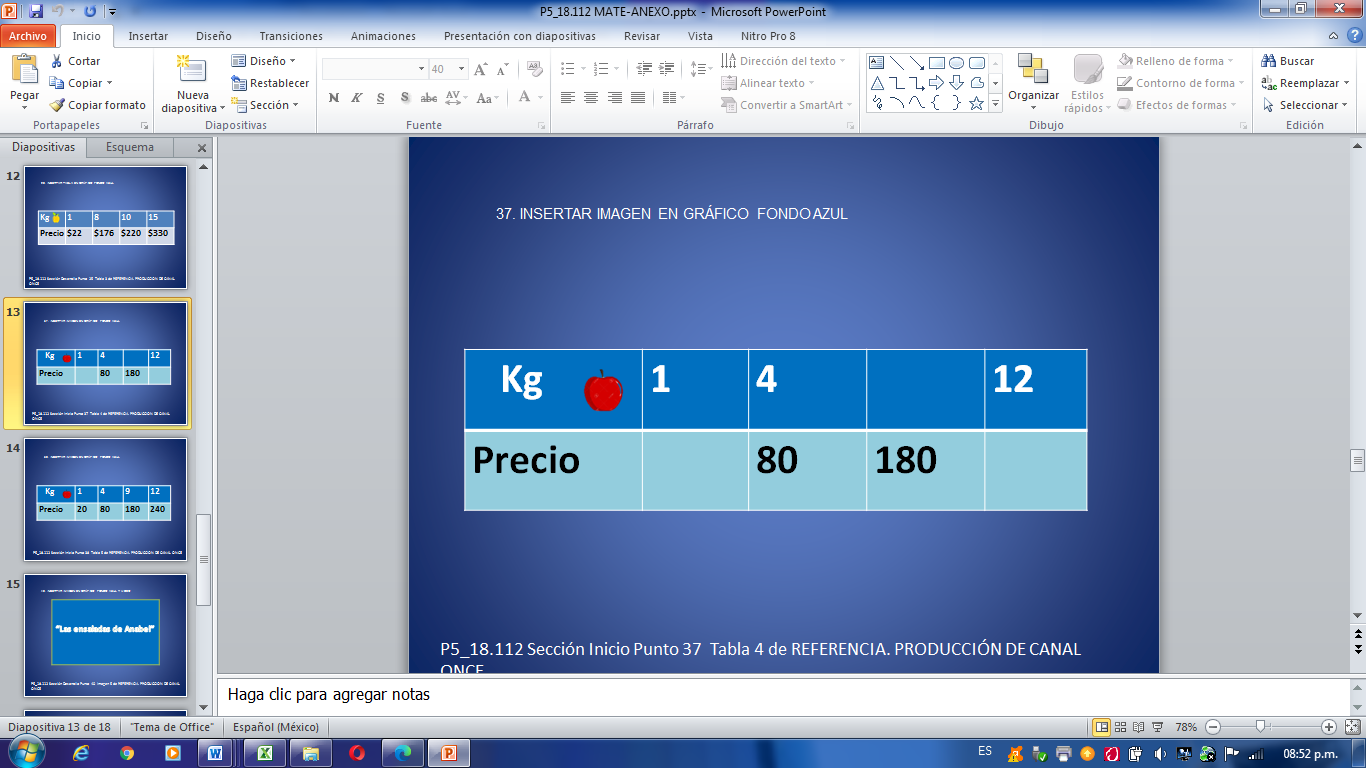 P5_18.112 MATE-ANEXO.pptx - Microsoft PowerPoint
Archivo Inicio Insertar Diseño Transiciones Animaciones Presentación con diapositivas Revisar Vista Nitro Pro 8
Pegar
Cortar
Copiar
Copiar formato
Portapapeles
Nueva diapositiva
Diseño
Restablecer
Sección
Diapositivas
40
N K S S abc AV Aa A
Fuente
Dirección del texto
Alinear texto
Convertir a SmartArt
Párrafo
Organizar
Estilos rápidos
Relleno de forma
Contorno de forma
Efectos de formas
Dibujo
Buscar
Reemplazar
Seleccionar
Edición
Diapositivas Esquema
12
Kg 1 8 10 15
Precio $22 $176 $220 $330
13
Kg 1 4 12
Precio 80 180
14
Kg 1 4 9 12
Precio 20 80 180 240
15
"Las ensaladas de Anabel"
37. INSERTAR IMAGEN EN GRÁFICO FONDO AZUL
Kg 1 4 12
Precio 80 180
P5_18.112 Sección Inicio Punto 37 Tabla 4 de REFERENCIA. PRODUCCIÓN DE CANAL
ONCE
Haga clic para agregar notas
Diapositiva 13 de 18 "Tema de Office" Español (México) 78%
ES 08:52 p.m.